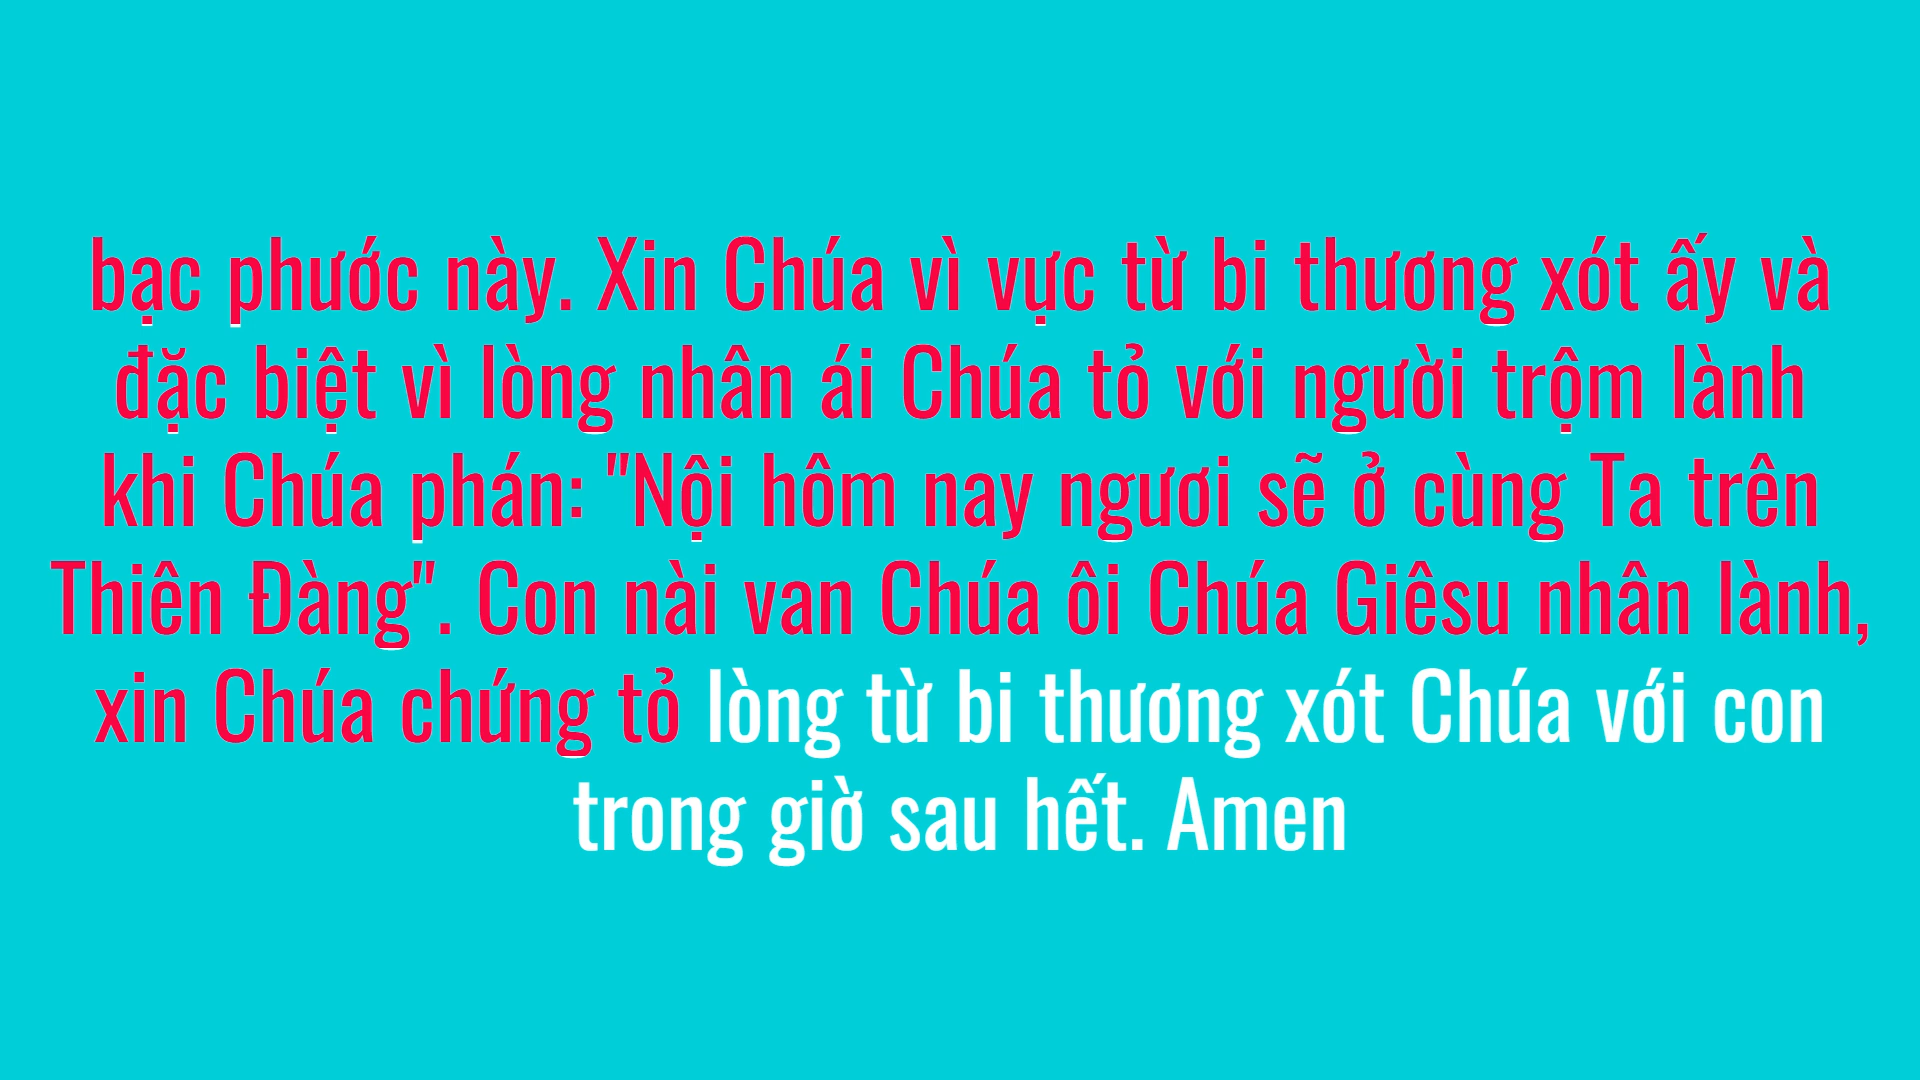 bạc phước này. Xin Chúa vì vực từ bi thương xót ấy và
đặc biệt vì lòng nhân ái Chúa tỏ với người trộm lành
khi Chúa phán: "Nội hôm nay ngươi sẽ ở cùng Ta trên
Thiên Đàng". Con nài van Chúa ôi Chúa Giêsu nhân lành,
xin Chúa chứng tỏ lòng từ bi thương xót Chúa với con
trong giờ sau hết. Amen